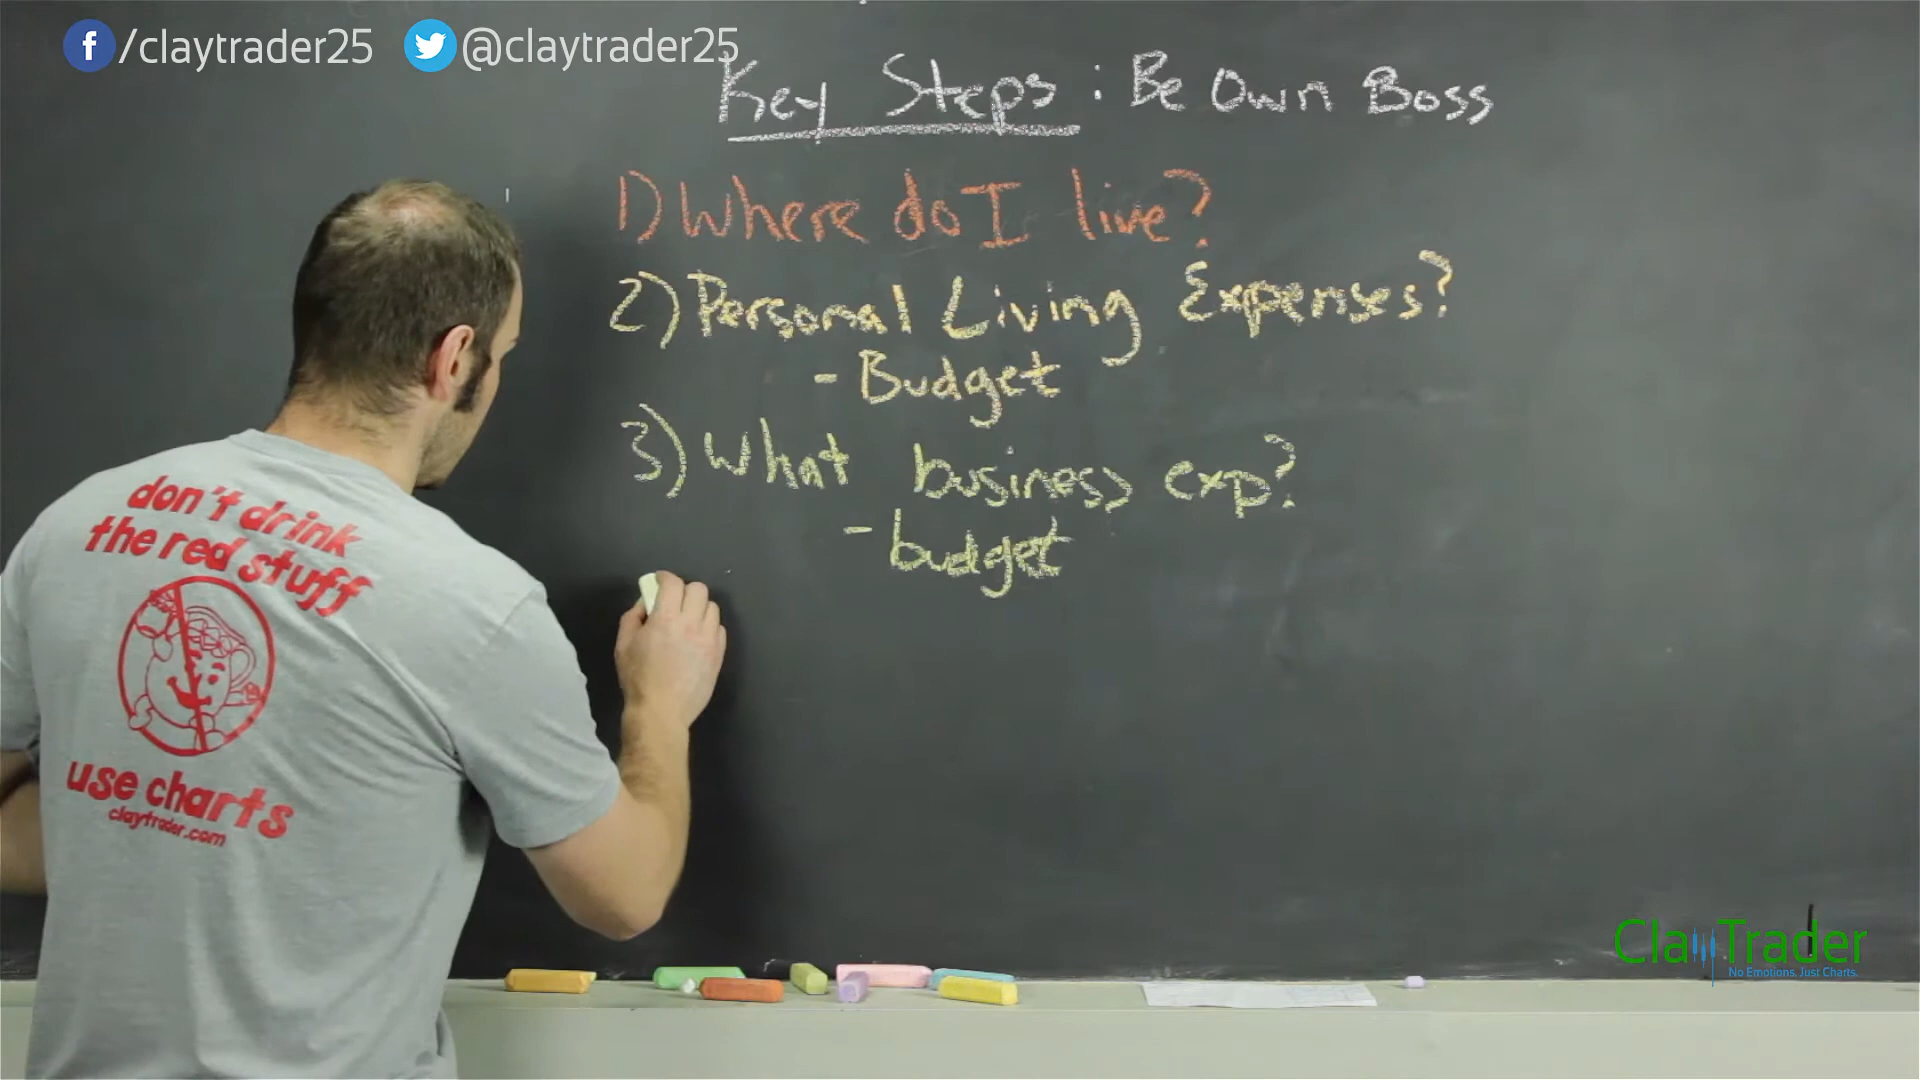 /claytrader25 @claytrader25
Key Steps: Be Own Boss
1) Where do I live?
2) Personal Living Expenses?
- Budget
3) What business exp?
- budget
don't drink
the red stuff
use charts
claytrader.com
ClayTrader
No Emotions. Just Charts.